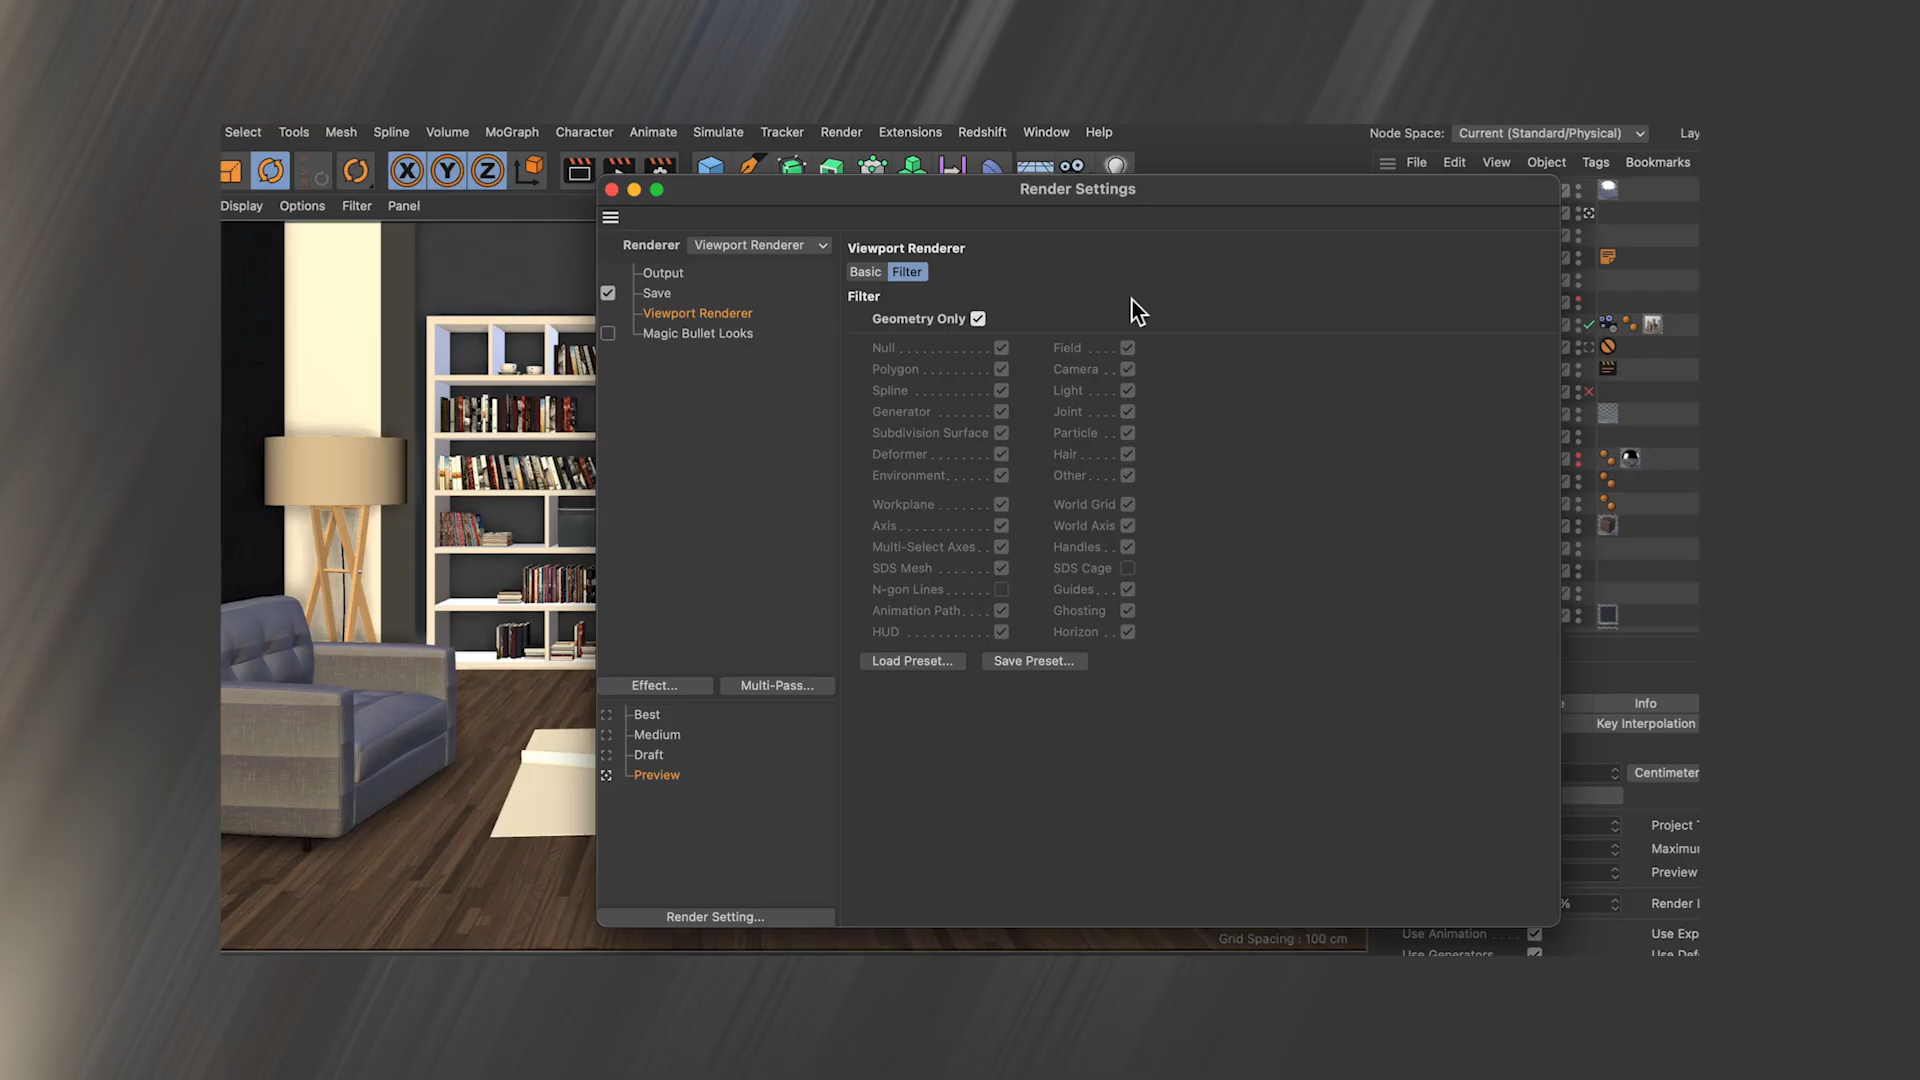 Select Tools Mesh Spline Volume MoGraph Character Animate Simulate Tracker Render Extensions Redshift Window Help
Node Space: Current (Standard/Physical) Lay
File Edit View Object Tags Bookmarks
Display Options Filter Panel
Render Settings
Renderer Viewport Renderer
Output
Save
Viewport Renderer
Magic Bullet Looks
Viewport Renderer
Basic Filter
Filter
Geometry Only
Null Field
Polygon Camera
Spline Light
Generator Joint
Subdivision Surface Particle
Deformer Hair
Environment Other
Workplane World Grid
Axis World Axis
Multi-Select Axes Handles
SDS Mesh SDS Cage
N-gon Lines Guides
Animation Path Ghosting
HUD Horizon
Load Preset... Save Preset...
Effect... Multi-Pass...
Best
Medium
Draft
Preview
Render Setting...
Grid Spacing : 100 cm
Info
Key Interpolation
Centimeter
Project
Maximu
Preview
% Render
Use Animation Use Exp
Use Generators Use Def